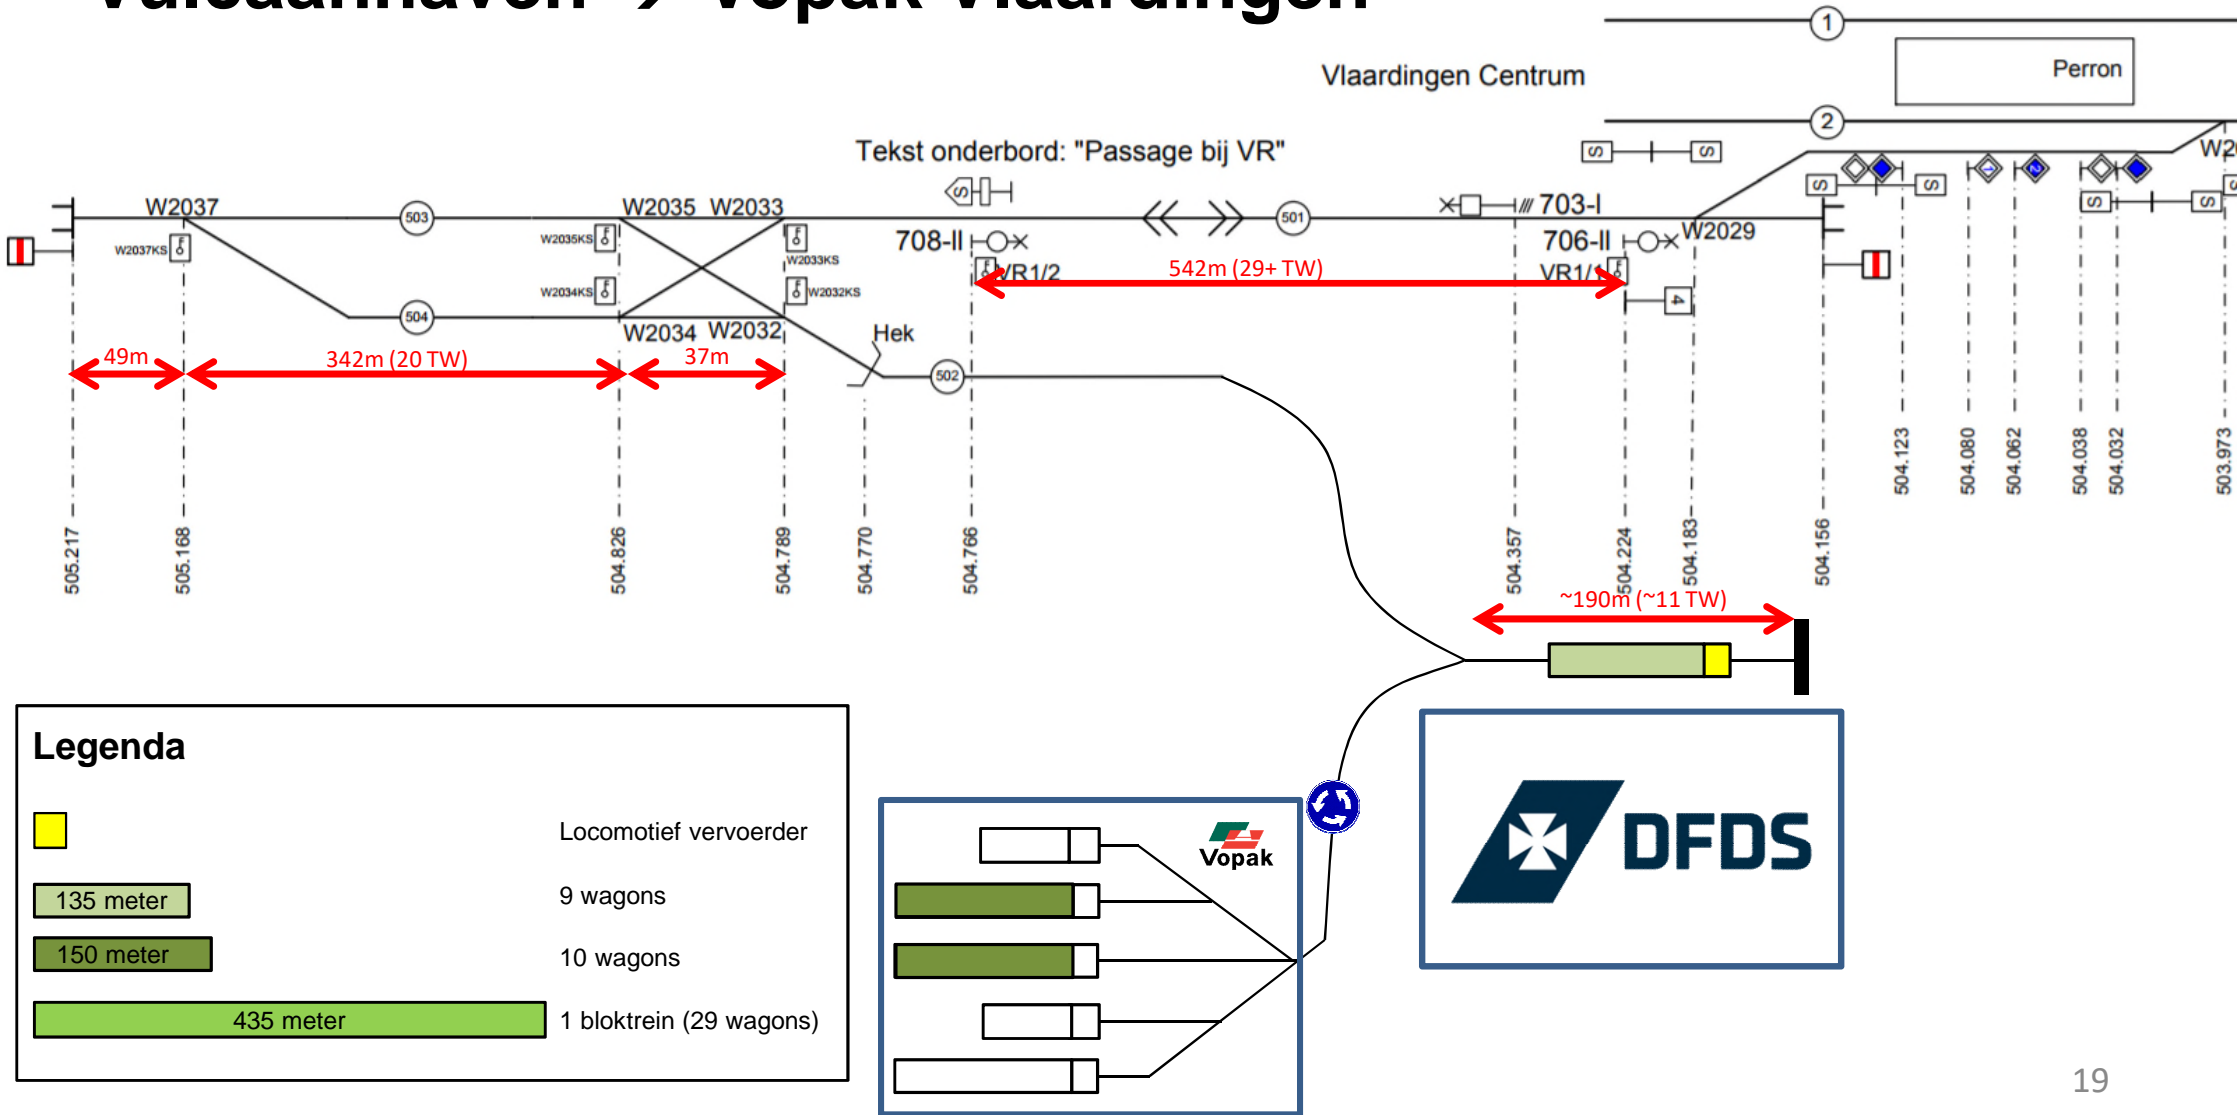 Vulcaanhaven → Vopak Vlaardingen
1
Vlaardingen Centrum
Perron
2
Tekst onderbord: "Passage bij VR"
S
S
S
W2037
503
W2035 W2033
501
703-I
S
S
S
S
W2037KS
W2035KS
W2033KS
708-II
706-II
W2029
VR1/2
542m (29+ TW)
VR1/1
W2034KS
W2032KS
4
504
W2034 W2032
Hek
49m
342m (20 TW)
37m
502
505.217
505.168
504.826
504.789
504.770
504.766
504.357
504.224
504.183
504.156
504.123
504.080
504.062
504.038
504.032
503.973
~190m (~11 TW)
Legenda
Locomotief vervoerder
135 meter
9 wagons
150 meter
10 wagons
435 meter
1 bloktrein (29 wagons)
Vopak
DFDS
19